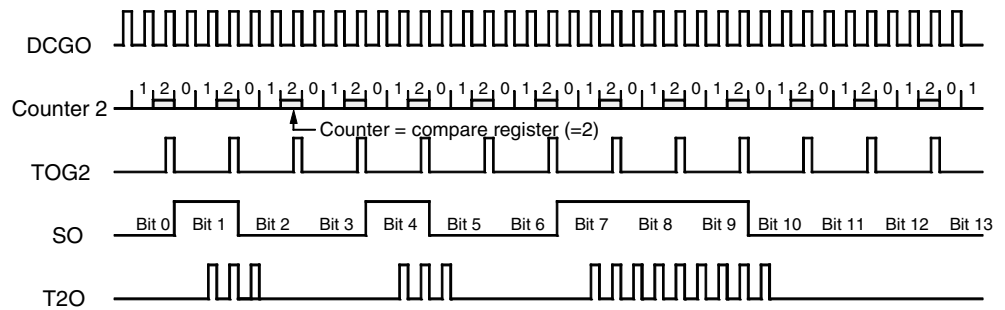 DCGO
Counter 2 1 2 0 1 2 0 1 2 0 1 2 0 1 2 0 1 2 0 1 2 0 1 2 0 1 2 0 1 2 0 1 2 0 1 2 0 1 2 0 1
Counter = compare register (=2)
TOG2
SO Bit 0 Bit 1 Bit 2 Bit 3 Bit 4 Bit 5 Bit 6 Bit 7 Bit 8 Bit 9 Bit 10 Bit 11 Bit 12 Bit 13
T2O